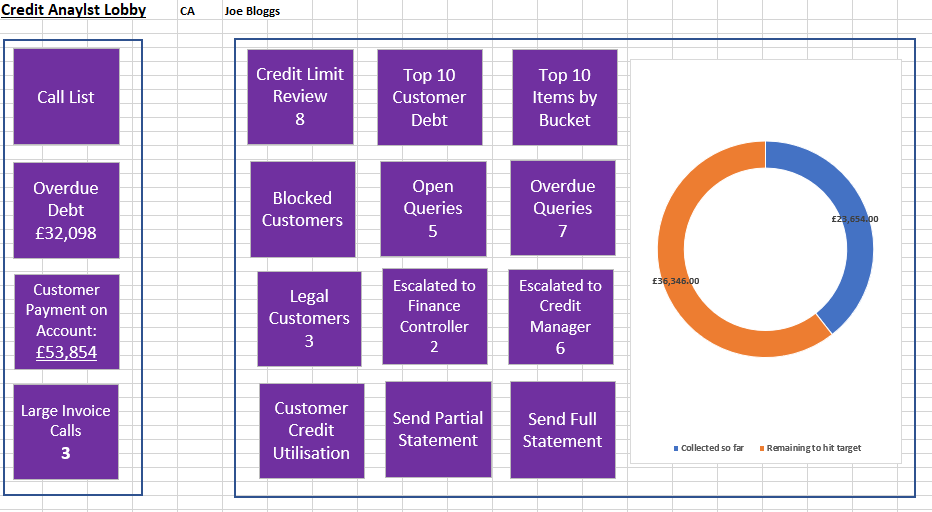 Credit Anaylst Lobby
CA
Joe Bloggs
Call List
Overdue
Debt
£32,098
Customer
Payment on
Account:
£53,854
Large Invoice
Calls
3
Credit Limit
Review
8
Top 10
Customer
Debt
Top 10
Items by
Bucket
Blocked
Customers
Open
Queries
5
Overdue
Queries
7
Legal
Customers
3
Escalated to
Finance
Controller
2
Escalated to
Credit
Manager
6
Customer
Credit
Utilisation
Send Partial
Statement
Send Full
Statement
£23,654.00
£36,346.00
Collected so far
Remaining to hit target